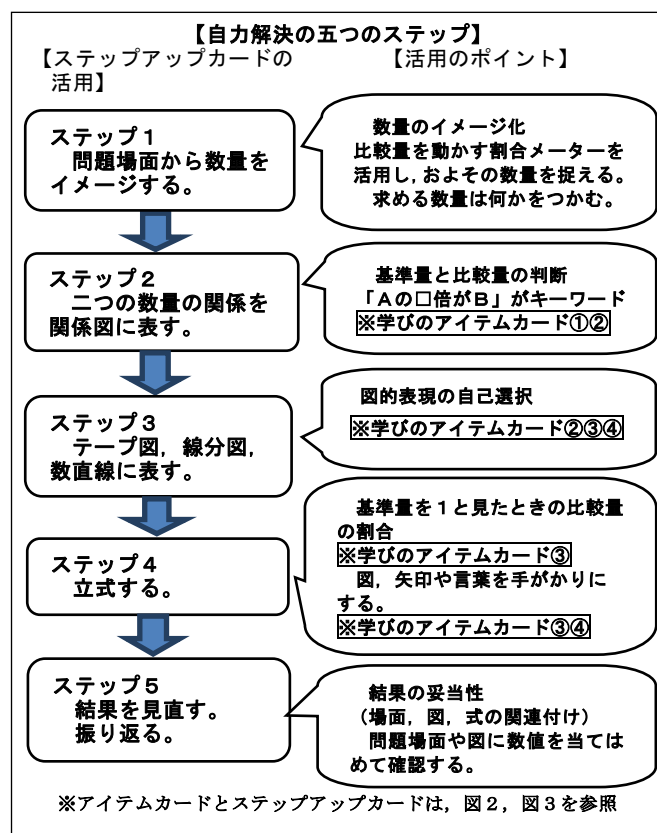 【自力解決の五つのステップ】
【ステップアップカードの
活用】
【活用のポイント】
ステップ１
問題場面から数量を
イメージする。
数量のイメージ化
比較量を動かす割合メーターを
活用し，およその数量を捉える。
求める数量は何かをつかむ。
ステップ２
二つの数量の関係を
関係図に表す。
基準量と比較量の判断
「Ａの□倍がＢ」がキーワード
※学びのアイテムカード①②
ステップ３
テープ図，線分図，
数直線に表す。
図的表現の自己選択
※学びのアイテムカード②③④
ステップ４
立式する。
基準量を１と見たときの比較量
の割合
※学びのアイテムカード③
図，矢印や言葉を手がかりに
する。
※学びのアイテムカード③④
ステップ５
結果を見直す。
振り返る。
結果の妥当性
（場面，図，式の関連付け）
問題場面や図に数値を当ては
めて確認する。
※アイテムカードとステップアップカードは，図２，図３を参照